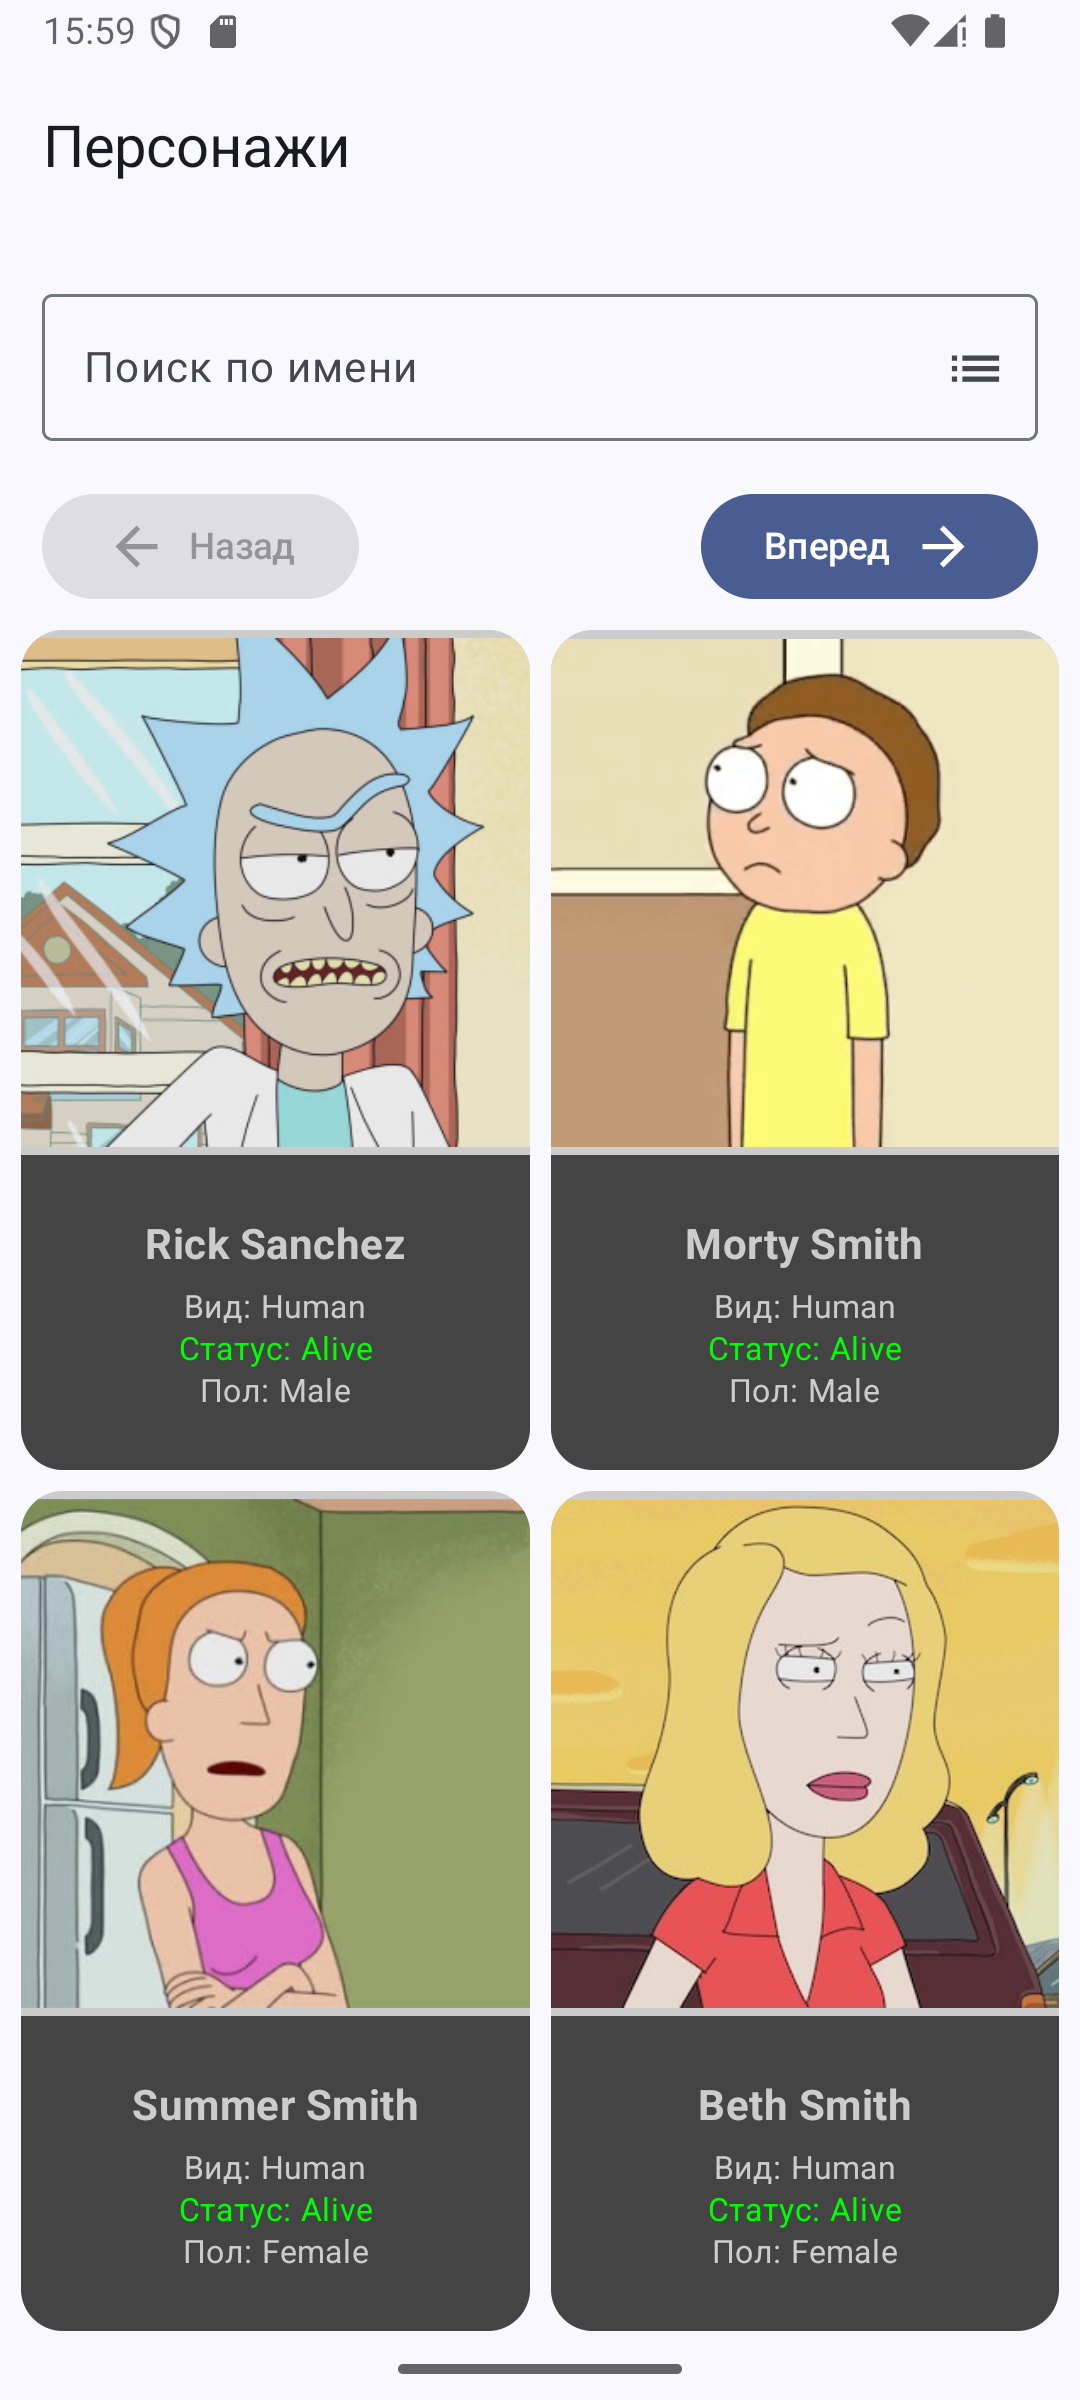 15:59
Персонажи
Поиск по имени
Назад
Вперед
Rick Sanchez
Вид: Human
Статус: Alive
Пол: Male
Morty Smith
Вид: Human
Статус: Alive
Пол: Male
Summer Smith
Вид: Human
Статус: Alive
Пол: Female
Beth Smith
Вид: Human
Статус: Alive
Пол: Female